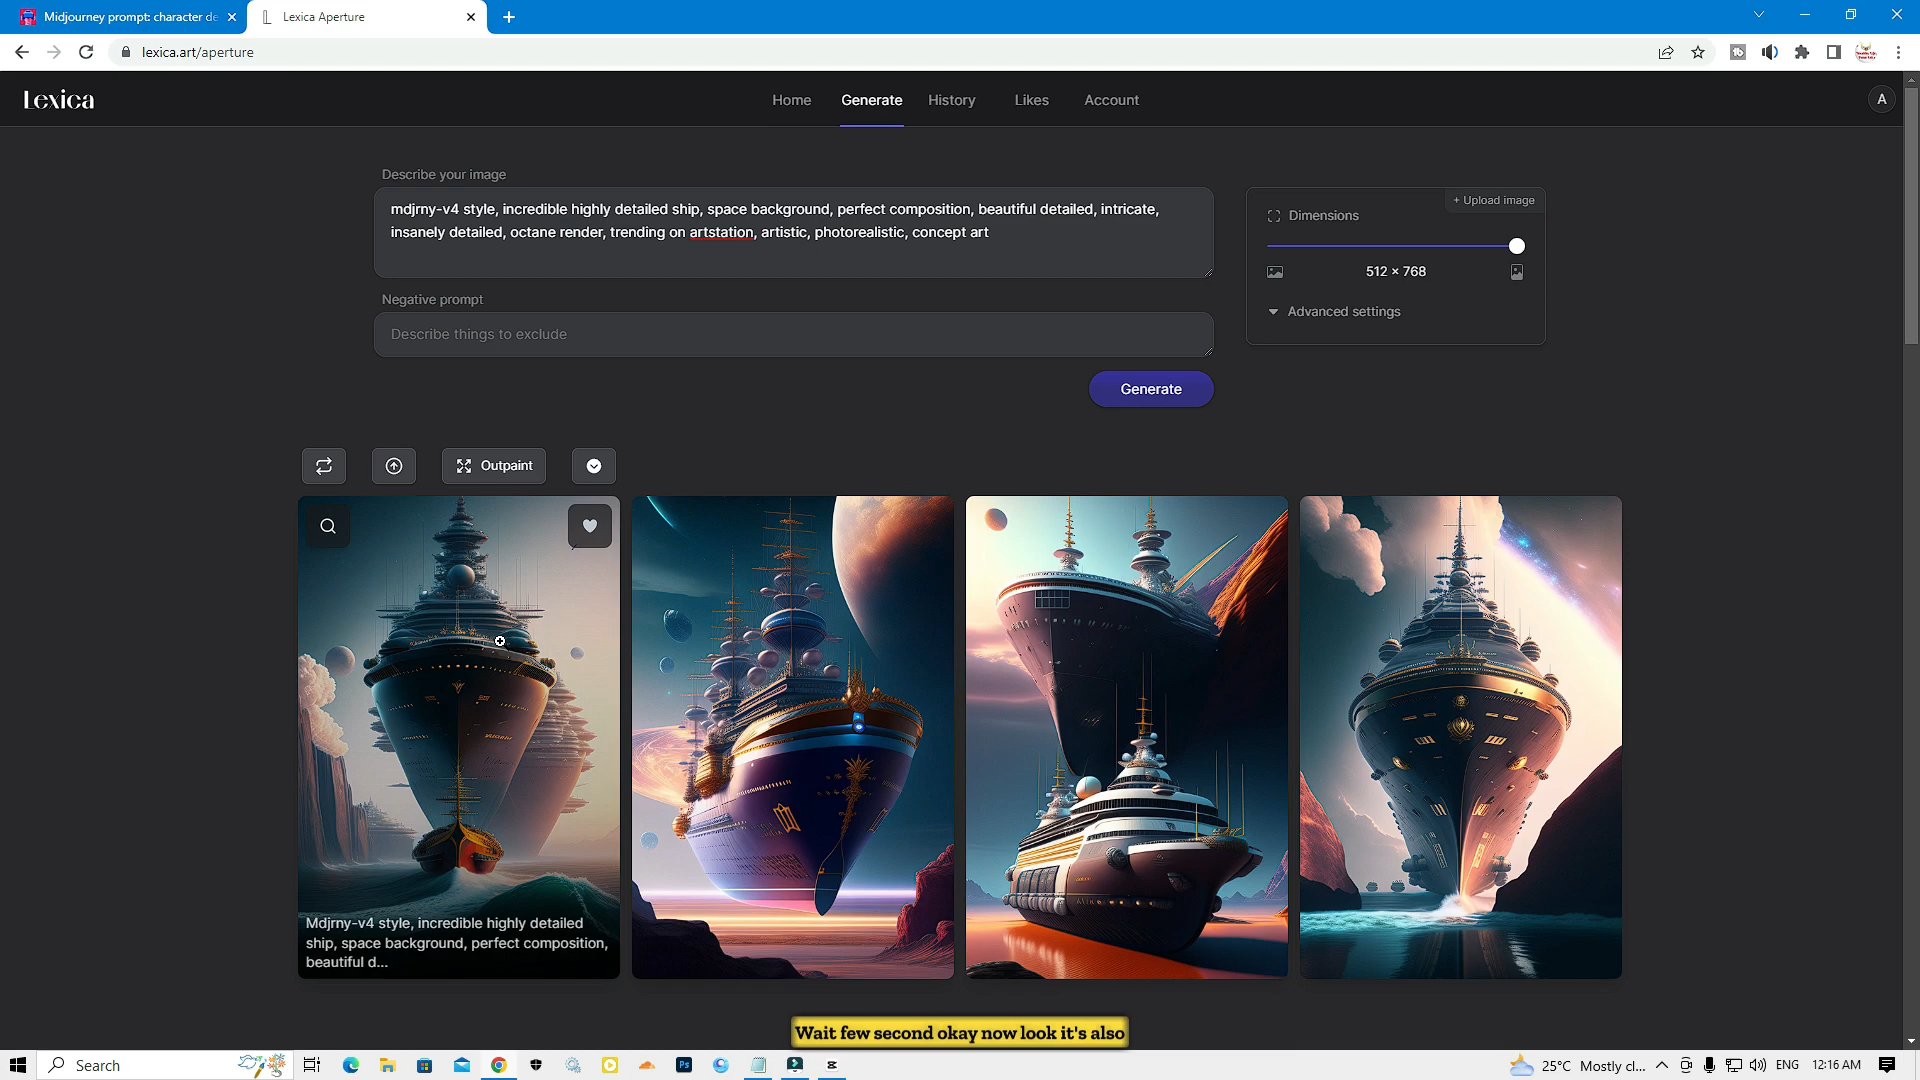 Midjourney prompt: character de
Lexica Aperture
lexica.art/aperture
Lexica
Home
Generate
History
Likes
Account
A
Describe your image
mdjrny-v4 style, incredible highly detailed ship, space background, perfect composition, beautiful detailed, intricate,
insanely detailed, octane render, trending on artstation, artistic, photorealistic, concept art
+ Upload image
Dimensions
512 × 768
Advanced settings
Negative prompt
Describe things to exclude
Generate
Outpaint
Mdjrny-v4 style, incredible highly detailed
ship, space background, perfect composition,
beautiful d...
Wait few second okay now look it's also
Search
Ps
25°C Mostly cl...
ENG
12:16 AM